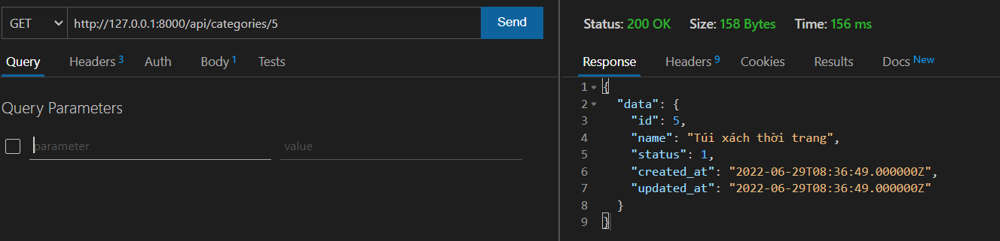 GET http://127.0.0.1:8000/api/categories/5 Send
Query Headers 3 Auth Body 1 Tests
Query Parameters
parameter value
Status: 200 OK Size: 158 Bytes Time: 156 ms
Response Headers 9 Cookies Results Docs New
1 {
2 "data": {
3 "id": 5,
4 "name": "Túi xách thời trang",
5 "status": 1,
6 "created_at": "2022-06-29T08:36:49.000000Z",
7 "updated_at": "2022-06-29T08:36:49.000000Z"
8 }
9 }